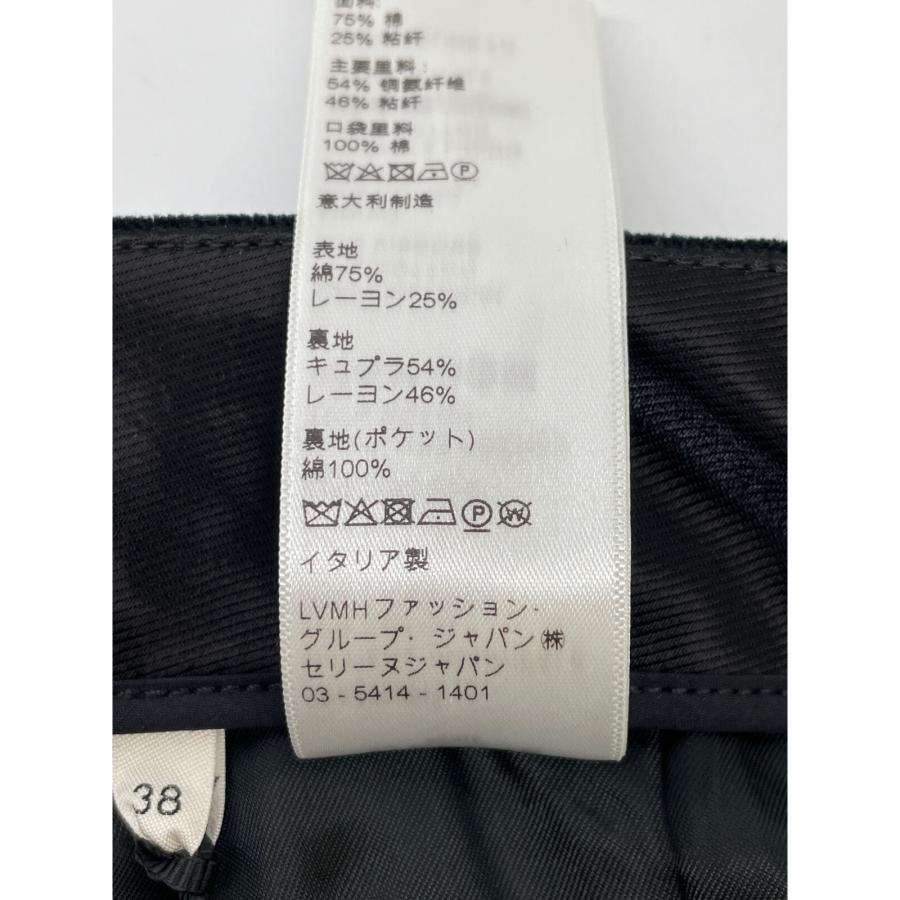 面料:
75% 棉
25% 粘纤
主要里料:
54% 铜氨纤维
46% 粘纤
口袋里料
100% 棉
P
意大利制造
表地
綿75%
レーヨン25%
裏地
キュプラ54%
レーヨン46%
裏地(ポケット)
綿100%
P W
イタリア製
LVMHファッション・
グループ・ジャパン㈱
セリーヌジャパン
03 - 5414 - 1401
38